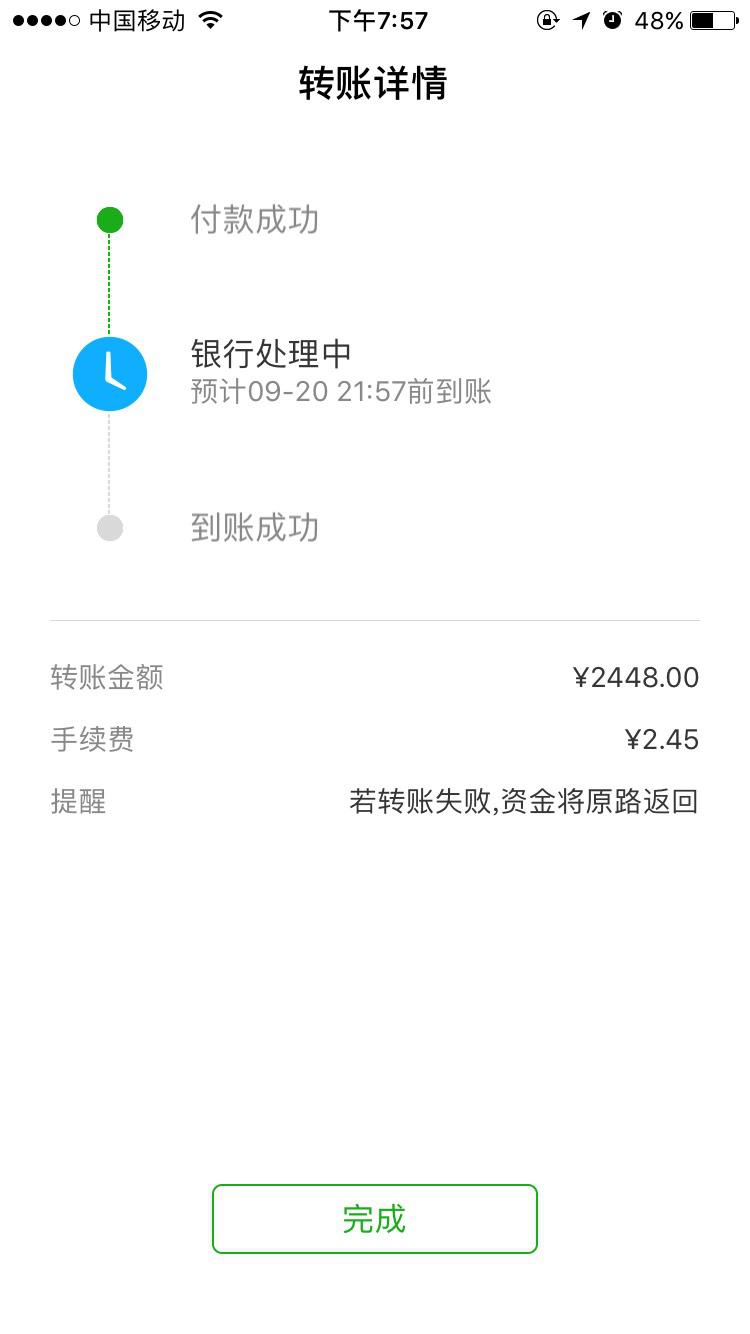 中国移动 下午7:57 48%
转账详情
付款成功
银行处理中
预计09-20 21:57前到账
到账成功
转账金额 ¥2448.00
手续费 ¥2.45
提醒 若转账失败,资金将原路返回
完成